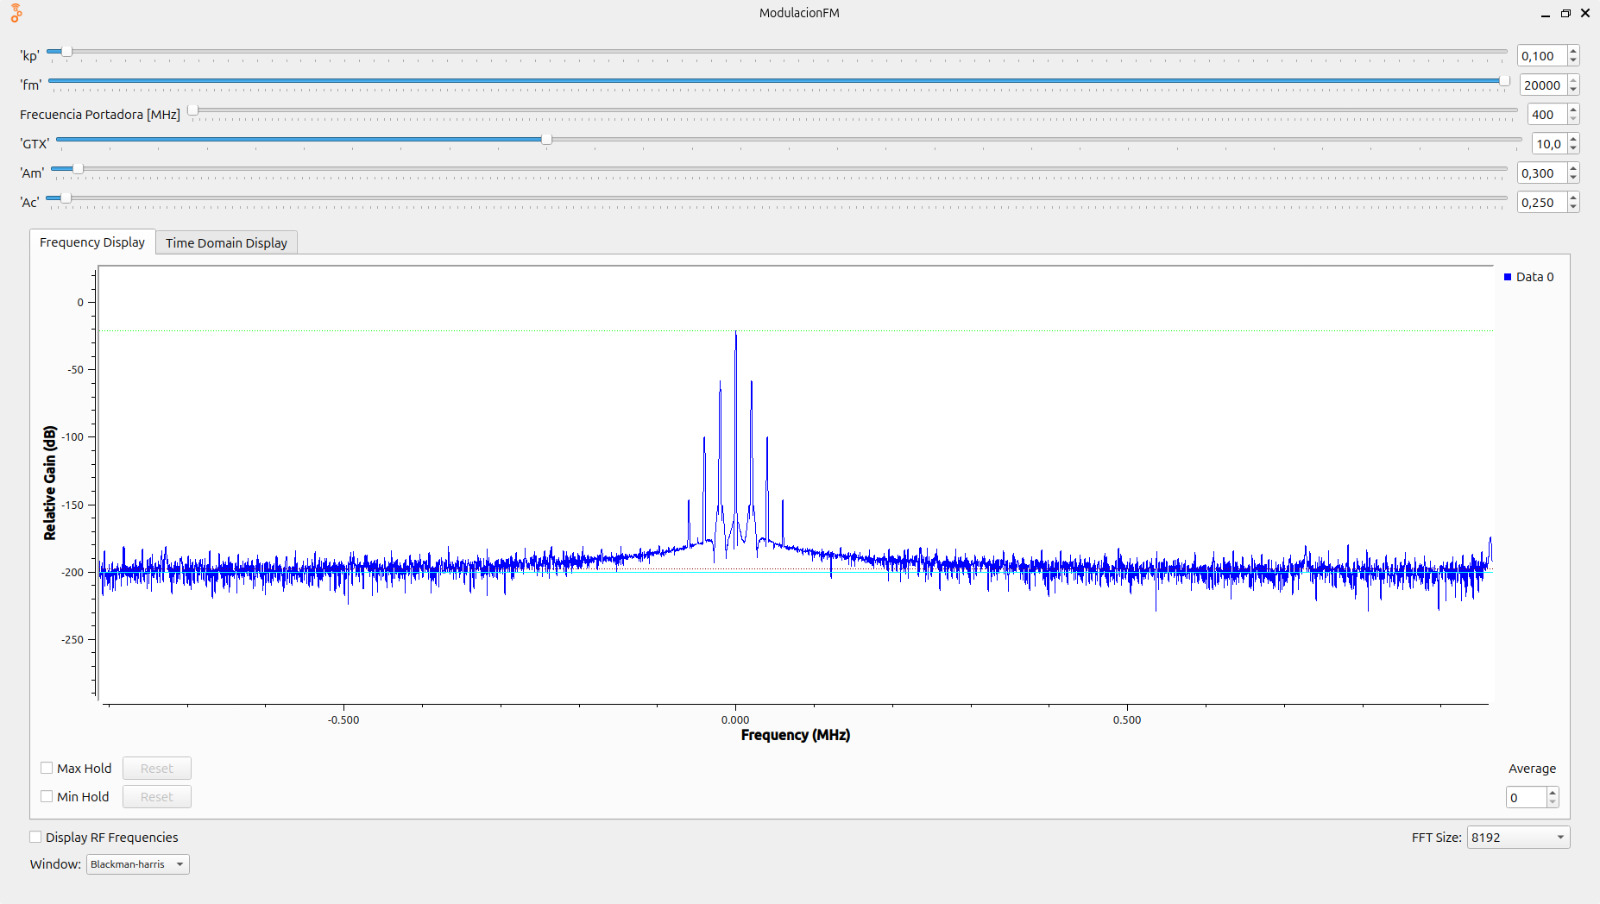 ModulacionFM
'kp' 0,100
'fm' 20000
Frecuencia Portadora [MHz] 400
'GTX' 10,0
'Am' 0,300
'Ac' 0,250
Frequency Display Time Domain Display
Data 0
0
-50
-100
-150
-200
-250
Relative Gain (dB)
-0.500 0.000 0.500
Frequency (MHz)
Max Hold Reset
Min Hold Reset
Average
0
Display RF Frequencies
FFT Size: 8192
Window: Blackman-harris